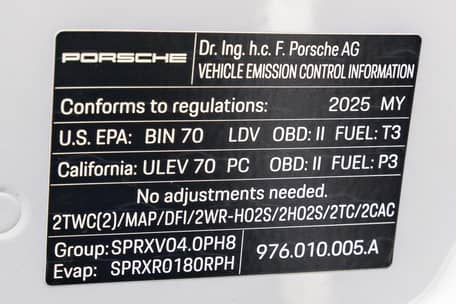 PORSCHE
Dr. Ing. h.c. F. Porsche AG
VEHICLE EMISSION CONTROL INFORMATION
Conforms to regulations: 2025 MY
U.S. EPA: BIN 70 LDV OBD: II FUEL: T3
California: ULEV 70 PC OBD: II FUEL: P3
No adjustments needed.
2TWC(2)/MAP/DFI/2WR-HO2S/2HO2S/2TC/2CAC
Group: SPRXV04.0PH8
Evap: SPRXR0180RPH
976.010.005.A